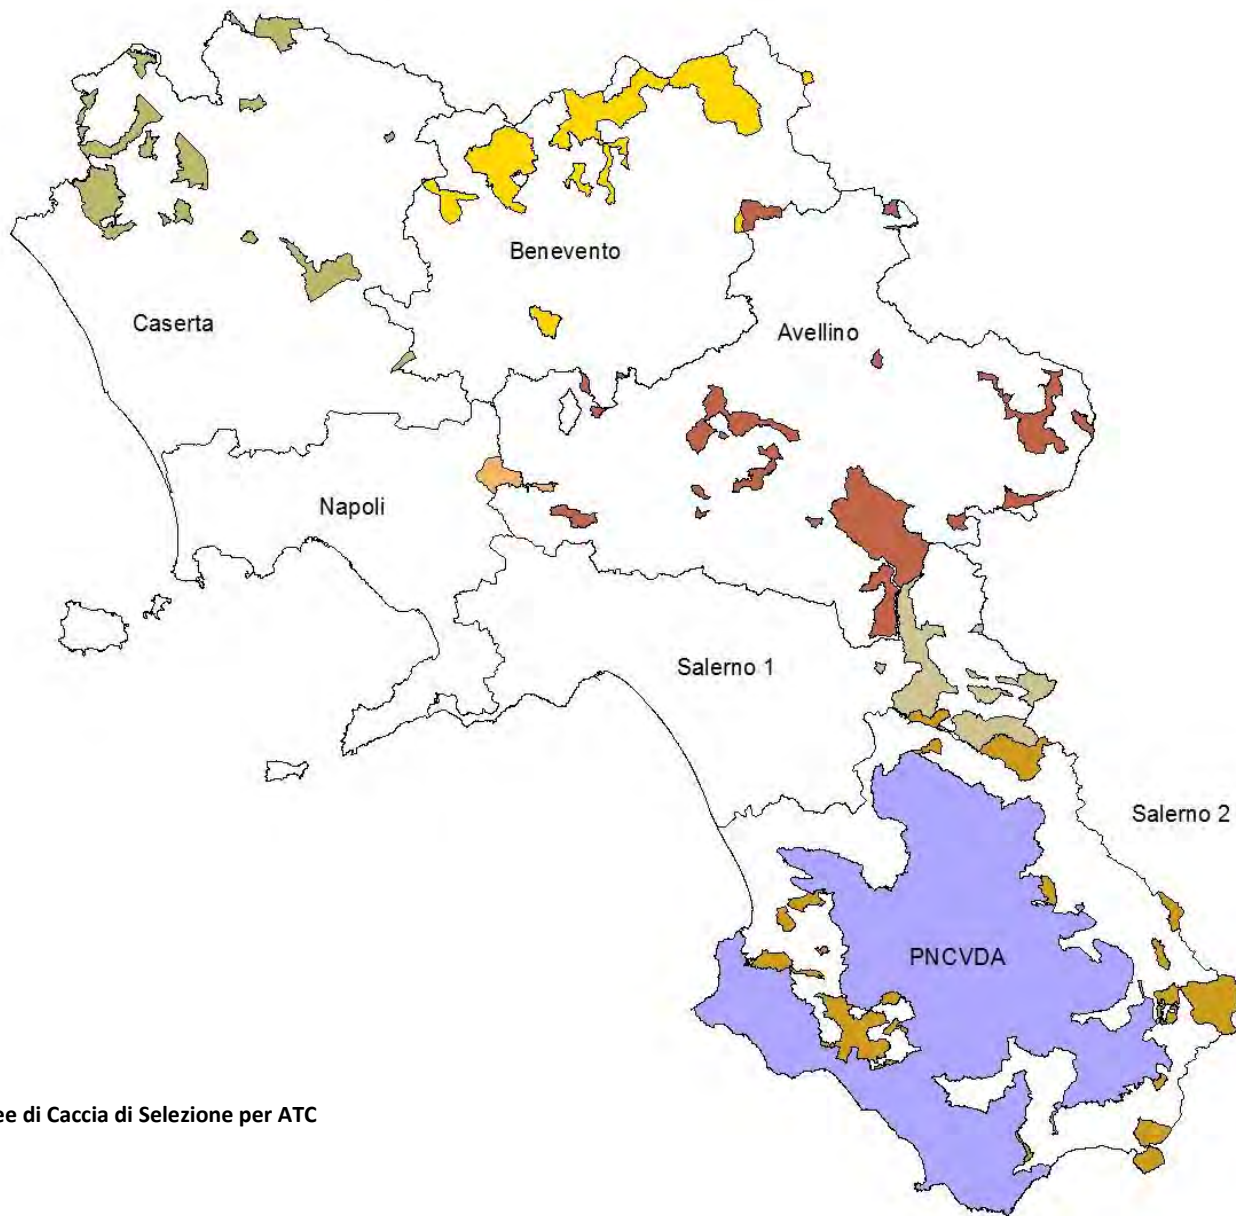 Benevento
Caserta
Avellino
Napoli
Salerno 1
Salerno 2
PNCVDA
ee di Caccia di Selezione per ATC